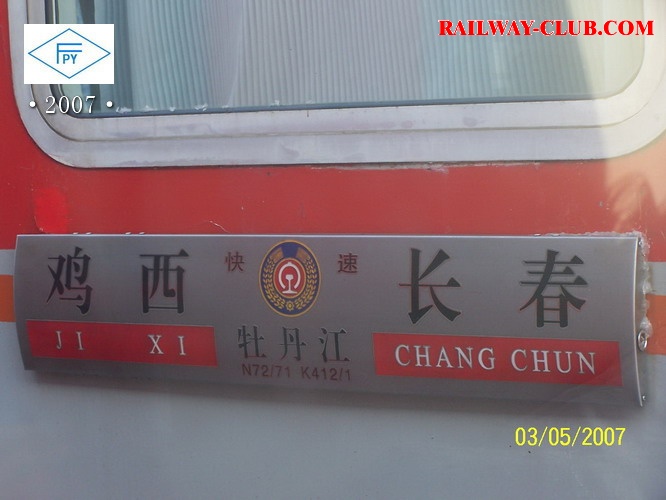 RAILWAY-CLUB.COM
FPY
·2007·
鸡西 快速 长春
JI XI 牡丹江 CHANG CHUN
N72/71 K412/1
03/05/2007